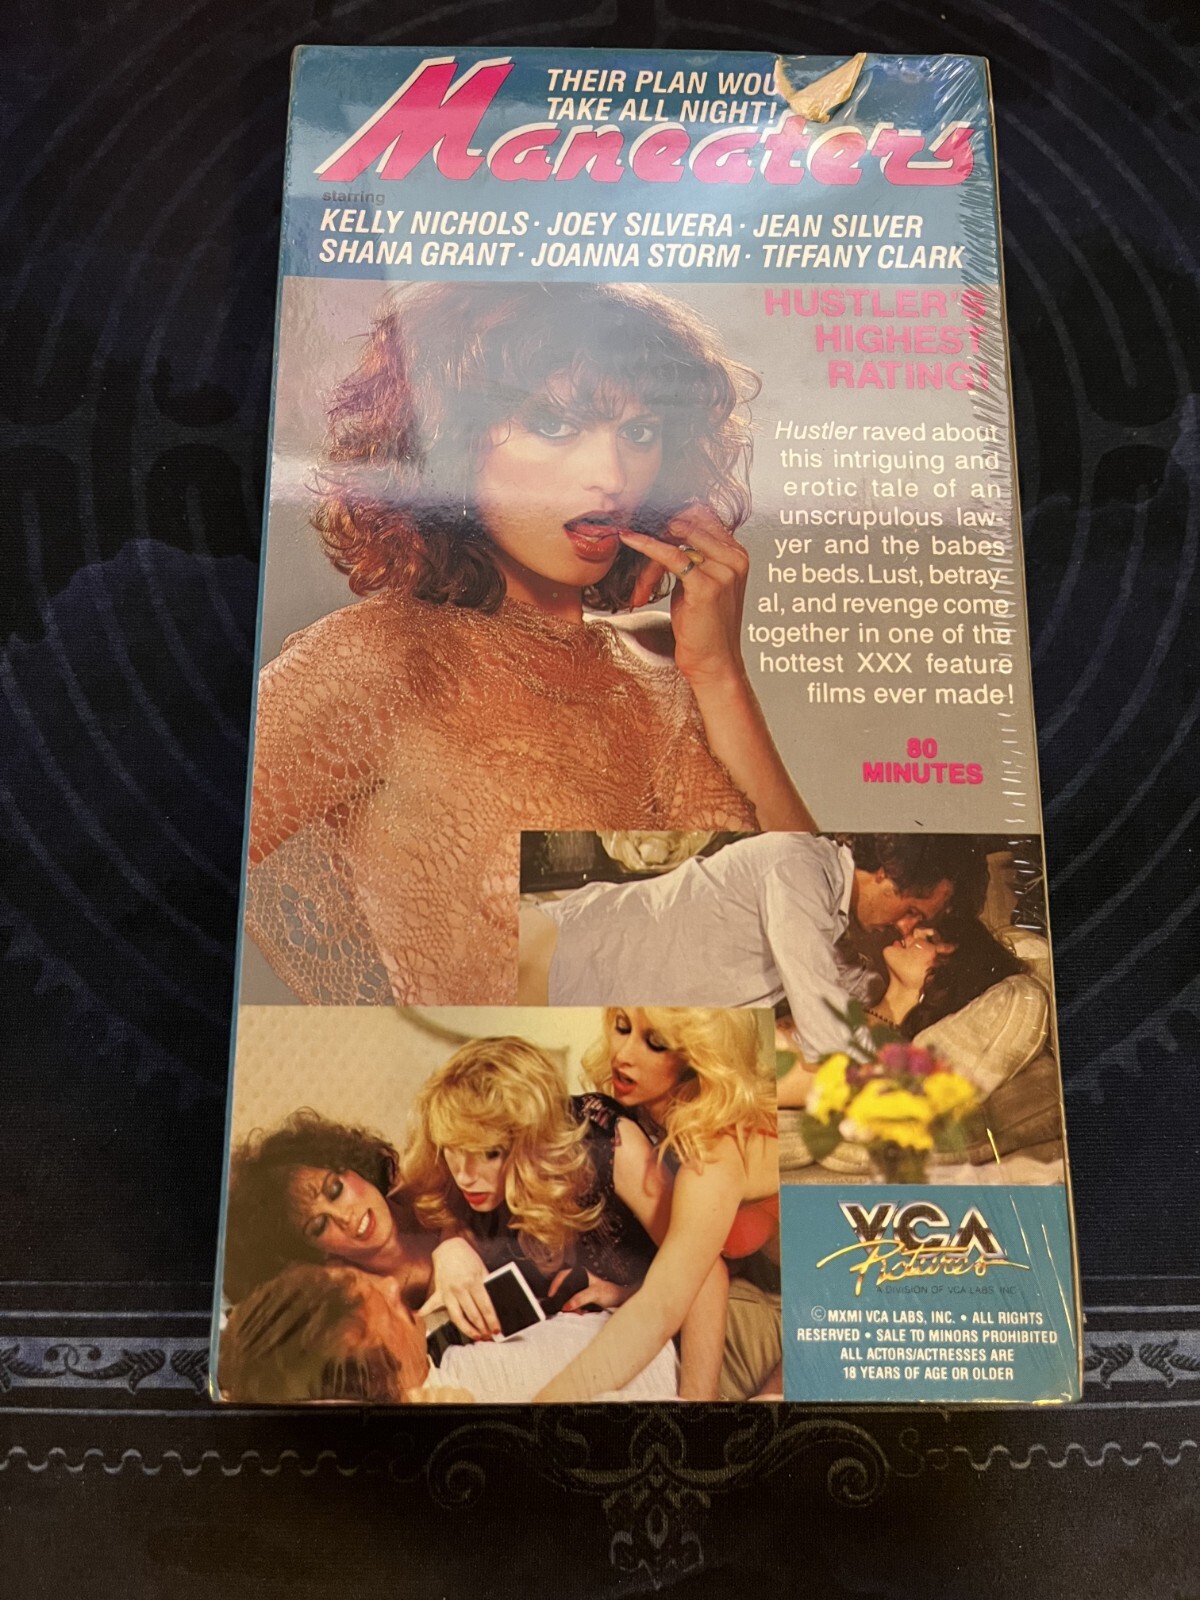 THEIR PLAN
TAKE ALL NIGHT!
Maneaters
starring
KELLY NICHOLS · JOEY SILVERA · JEAN SILVER
SHANA GRANT · JOANNA STORM · TIFFANY CLARK
HUSTLER'S
HIGHEST
RATING!
Hustler raved about
this intriguing and
erotic tale of an
unscrupulous law-
yer and the babes
he beds. Lust, betray-
al, and revenge come
together in one of the
hottest XXX feature
films ever made!
80
MINUTES
VCA
Pictures
A DIVISION OF VCA LABS, INC.
© MXMI VCA LABS, INC. • ALL RIGHTS
RESERVED • SALE TO MINORS PROHIBITED
ALL ACTORS/ACTRESSES ARE
18 YEARS OF AGE OR OLDER